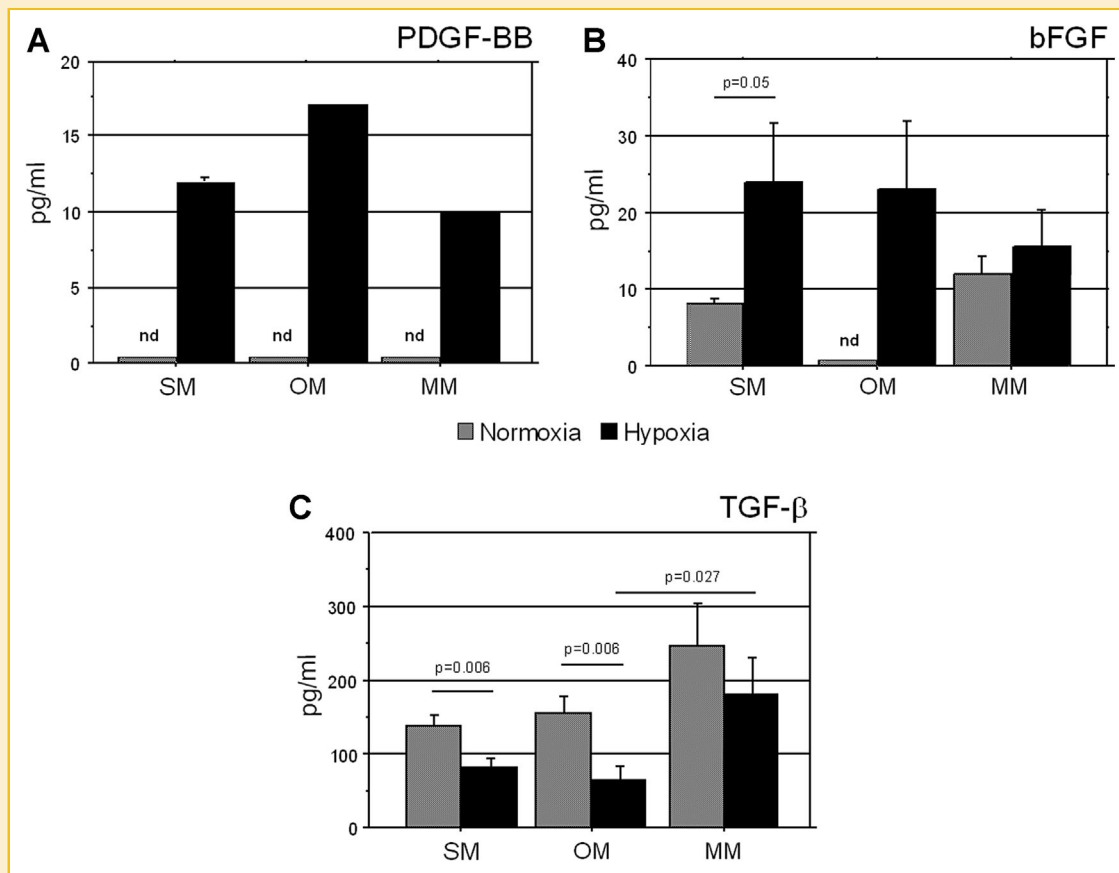 A PDGF-BB
20
15
10
5
0
pg/ml
nd nd nd
SM OM MM
B bFGF
40
30
20
10
0
pg/ml
p=0.05
nd
SM OM MM
Normoxia Hypoxia
C TGF-β
400
300
200
100
0
pg/ml
p=0.027
p=0.006
p=0.006
SM OM MM